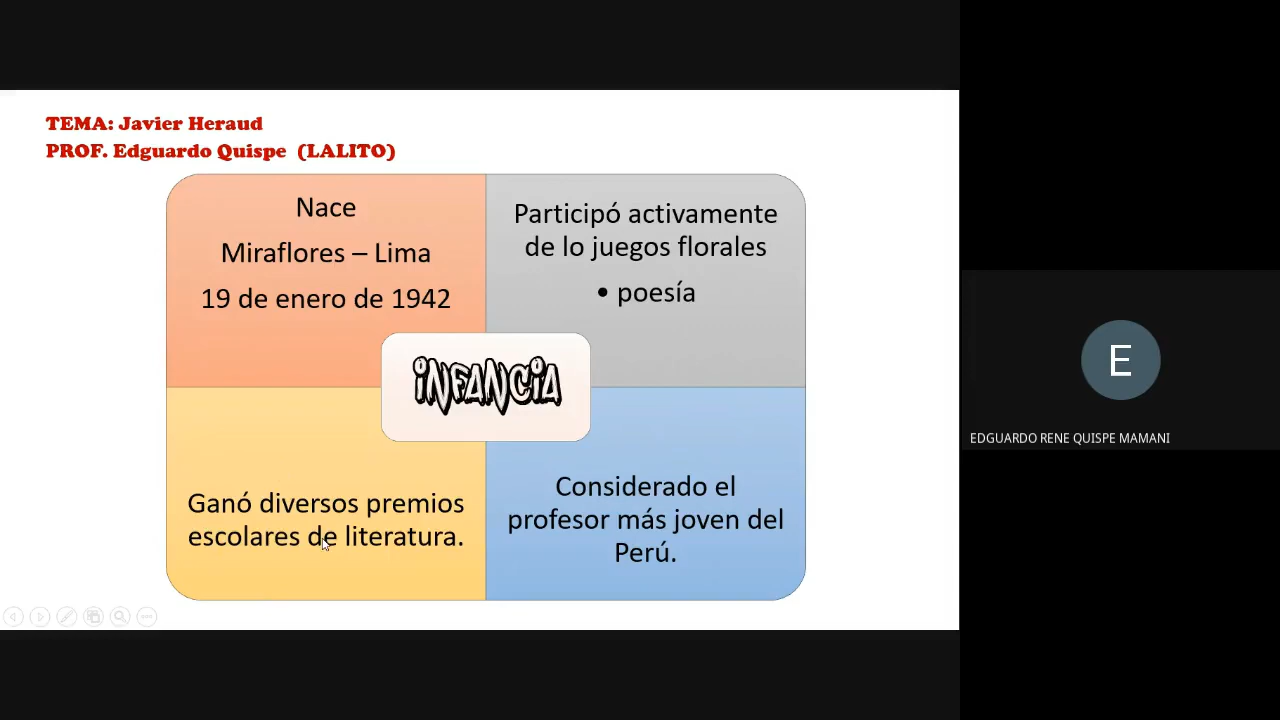 TEMA: Javier Heraud
PROF. Edguardo Quispe (LALITO)
Nace
Miraflores – Lima
19 de enero de 1942
Participó activamente
de lo juegos florales
• poesía
INFANCIA
Ganó diversos premios
escolares de literatura.
Considerado el
profesor más joven del
Perú.
E
EDGUARDO RENE QUISPE MAMANI